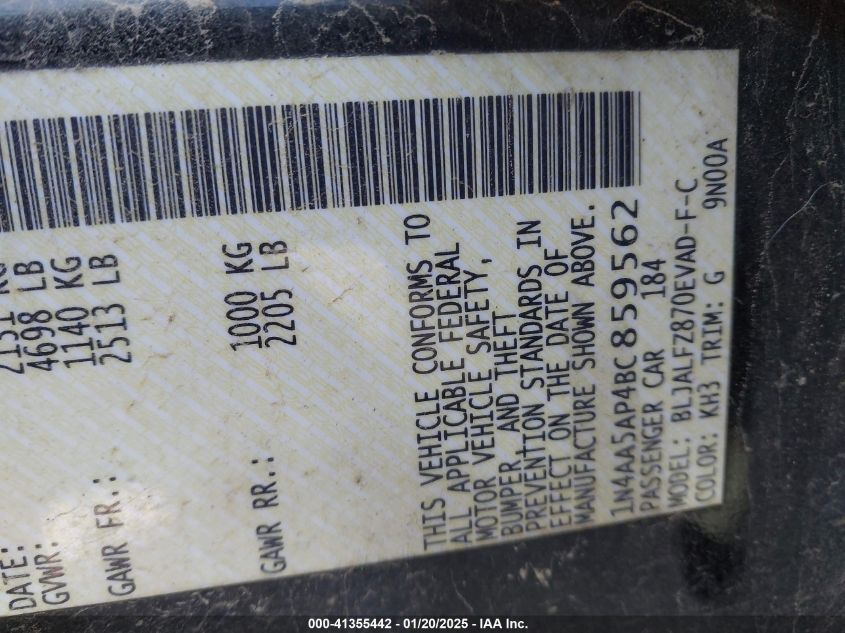 DATE:
GVWR: 2131 KG
4698 LB
GAWR FR.: 1140 KG
2513 LB
GAWR RR.: 1000 KG
2205 LB
THIS VEHICLE CONFORMS TO
ALL APPLICABLE FEDERAL
MOTOR VEHICLE SAFETY,
BUMPER AND THEFT
PREVENTION STANDARDS IN
EFFECT ON THE DATE OF
MANUFACTURE SHOWN ABOVE.
1N4AA5AP4BC859562
PASSENGER CAR 184
MODEL: BLJALFZ870EVAD-F-C
COLOR: KH3 TRIM: G 9N00A
000-41355442 - 01/20/2025 - IAA Inc.